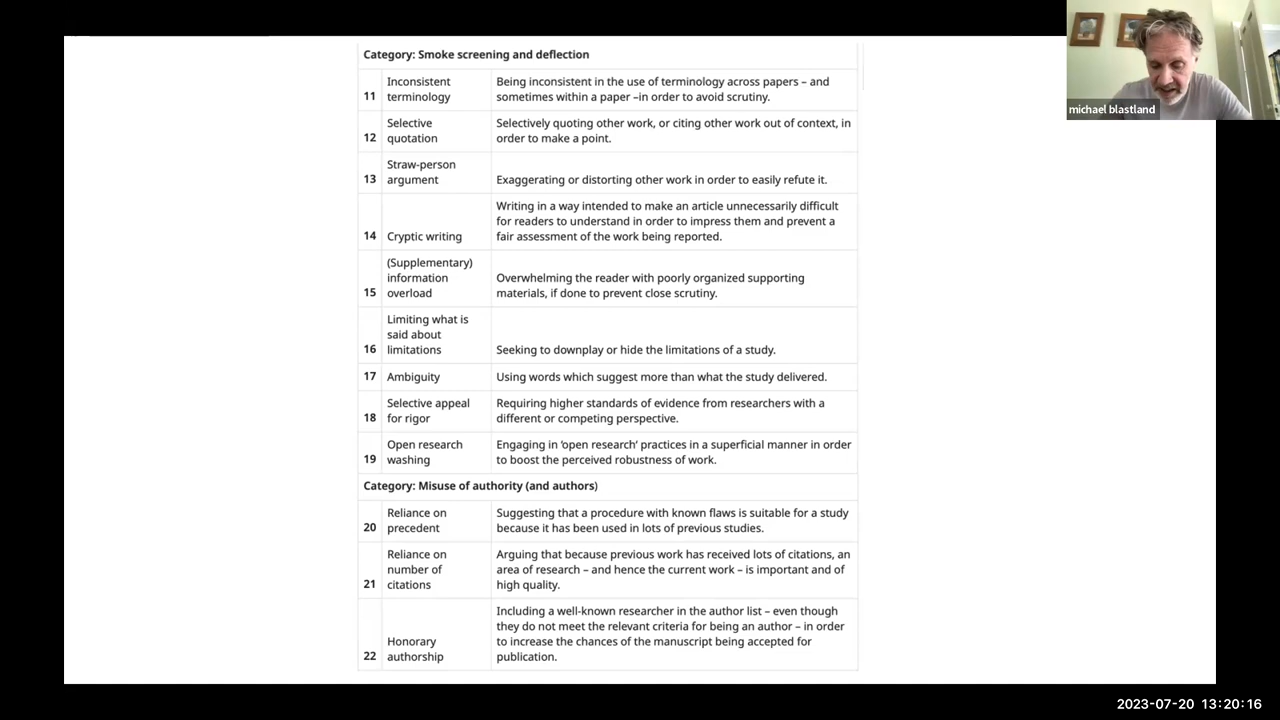 Category: Smoke screening and deflection
11 Inconsistent terminology Being inconsistent in the use of terminology across papers – and
sometimes within a paper –in order to avoid scrutiny.
12 Selective quotation Selectively quoting other work, or citing other work out of context, in
order to make a point.
13 Straw-person argument Exaggerating or distorting other work in order to easily refute it.
14 Cryptic writing Writing in a way intended to make an article unnecessarily difficult
for readers to understand in order to impress them and prevent a
fair assessment of the work being reported.
15 (Supplementary) information overload Overwhelming the reader with poorly organized supporting
materials, if done to prevent close scrutiny.
16 Limiting what is said about limitations Seeking to downplay or hide the limitations of a study.
17 Ambiguity Using words which suggest more than what the study delivered.
18 Selective appeal for rigor Requiring higher standards of evidence from researchers with a
different or competing perspective.
19 Open research washing Engaging in ‘open research’ practices in a superficial manner in order
to boost the perceived robustness of work.
Category: Misuse of authority (and authors)
20 Reliance on precedent Suggesting that a procedure with known flaws is suitable for a study
because it has been used in lots of previous studies.
21 Reliance on number of citations Arguing that because previous work has received lots of citations, an
area of research – and hence the current work – is important and of
high quality.
22 Honorary authorship Including a well-known researcher in the author list – even though
they do not meet the relevant criteria for being an author – in order
to increase the chances of the manuscript being accepted for
publication.
michael blastland
2023-07-20 13:20:16